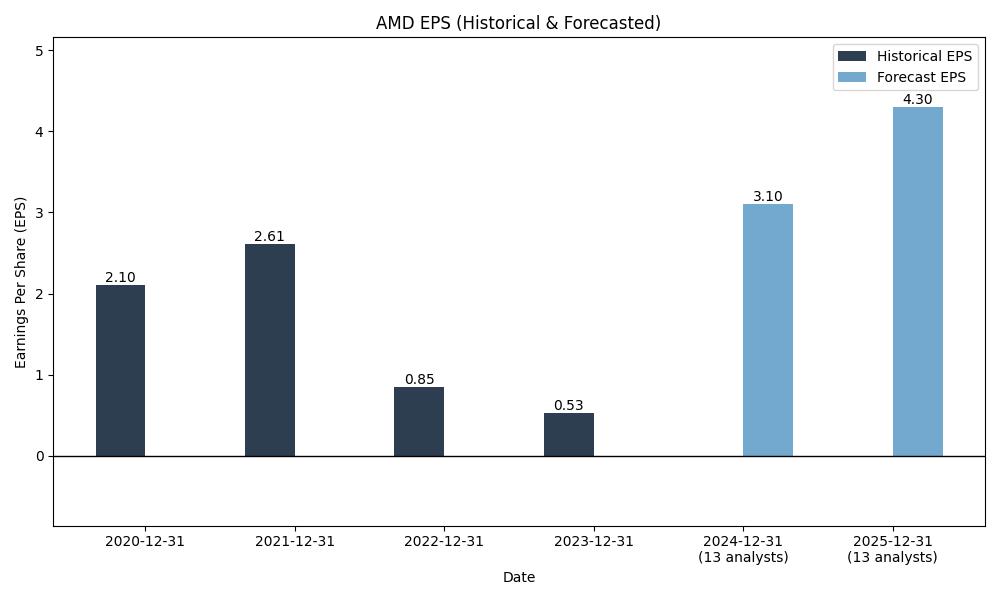 AMD EPS (Historical & Forecasted)
Historical EPS
Forecast EPS
Earnings Per Share (EPS)
5
4
3
2
1
0
2.10
2.61
0.85
0.53
3.10
4.30
2020-12-31
2021-12-31
2022-12-31
2023-12-31
2024-12-31
(13 analysts)
2025-12-31
(13 analysts)
Date